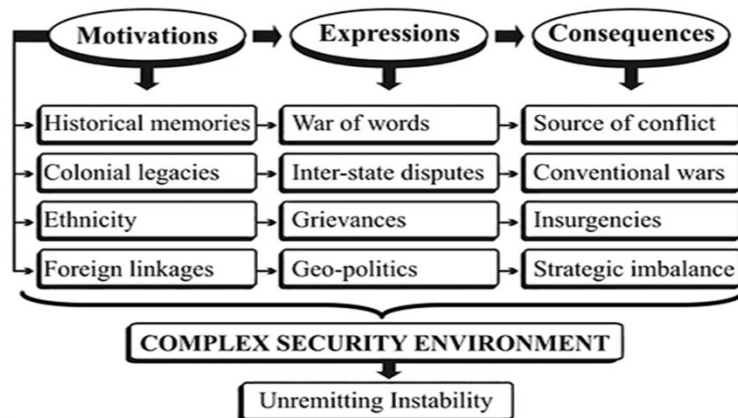 Motivations Expressions Consequences
Historical memories War of words Source of conflict
Colonial legacies Inter-state disputes Conventional wars
Ethnicity Grievances Insurgencies
Foreign linkages Geo-politics Strategic imbalance
COMPLEX SECURITY ENVIRONMENT
Unremitting Instability